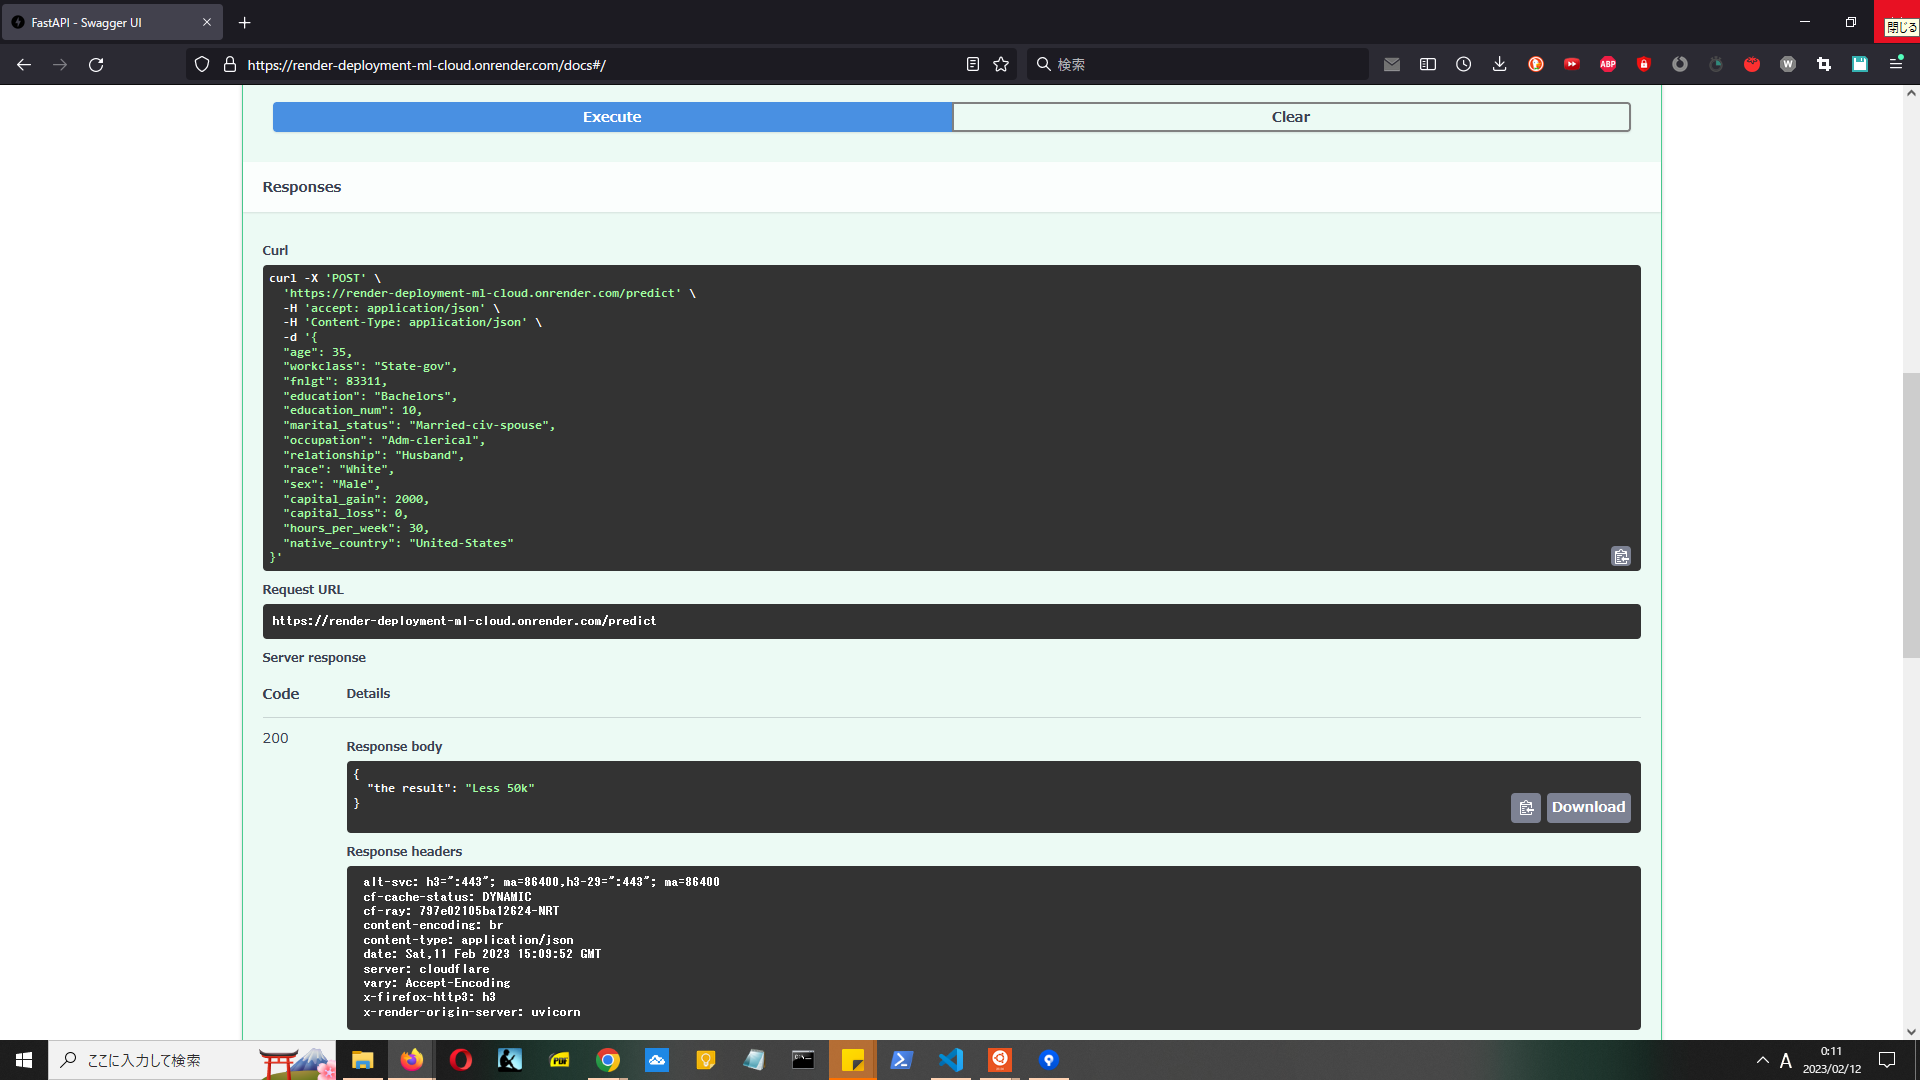 FastAPI - Swagger UI
閉じる
https://render-deployment-ml-cloud.onrender.com/docs#/
検索
ABP
W
Execute
Clear
Responses
Curl
curl -X 'POST' \
'https://render-deployment-ml-cloud.onrender.com/predict' \
-H 'accept: application/json' \
-H 'Content-Type: application/json' \
-d '{
"age": 35,
"workclass": "State-gov",
"fnlgt": 83311,
"education": "Bachelors",
"education_num": 10,
"marital_status": "Married-civ-spouse",
"occupation": "Adm-clerical",
"relationship": "Husband",
"race": "White",
"sex": "Male",
"capital_gain": 2000,
"capital_loss": 0,
"hours_per_week": 30,
"native_country": "United-States"
}'
Request URL
https://render-deployment-ml-cloud.onrender.com/predict
Server response
Code
Details
200
Response body
{
"the result": "Less 50k"
}
Download
Response headers
alt-svc: h3=":443"; ma=86400,h3-29=":443"; ma=86400
cf-cache-status: DYNAMIC
cf-ray: 797e02105ba12624-NRT
content-encoding: br
content-type: application/json
date: Sat,11 Feb 2023 15:09:52 GMT
server: cloudflare
vary: Accept-Encoding
x-firefox-http3: h3
x-render-origin-server: uvicorn
ここに入力して検索
PDF
A
0:11
2023/02/12